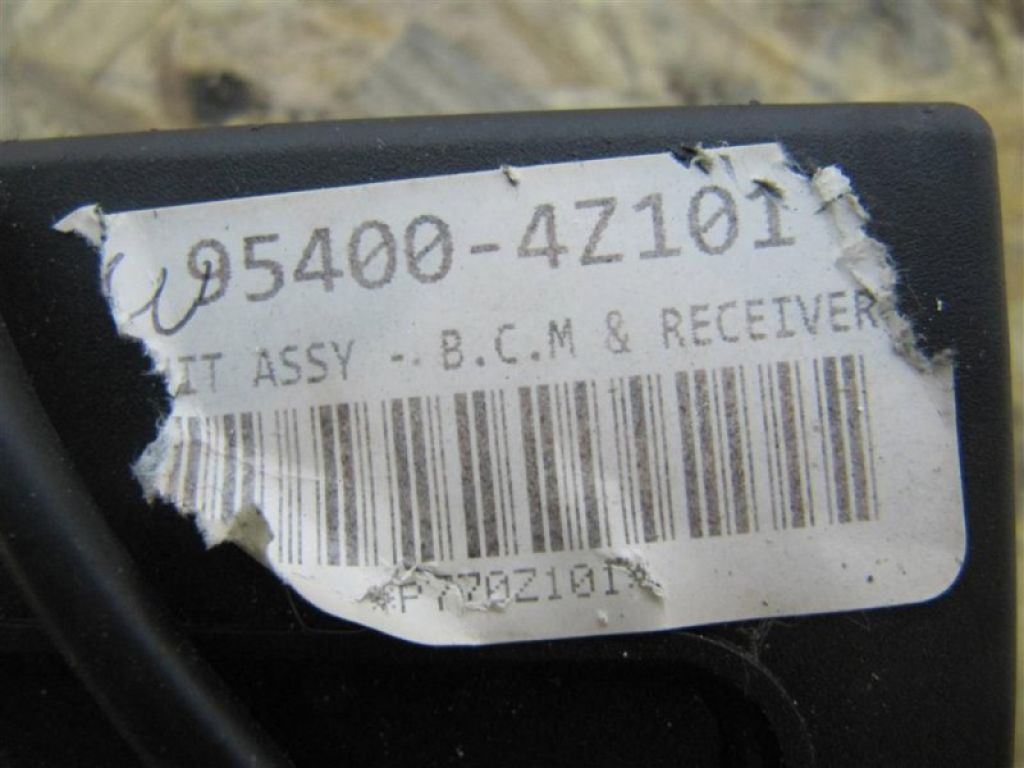 95400-4Z101
IT ASSY - B.C.M & RECEIVER
*P770Z101*